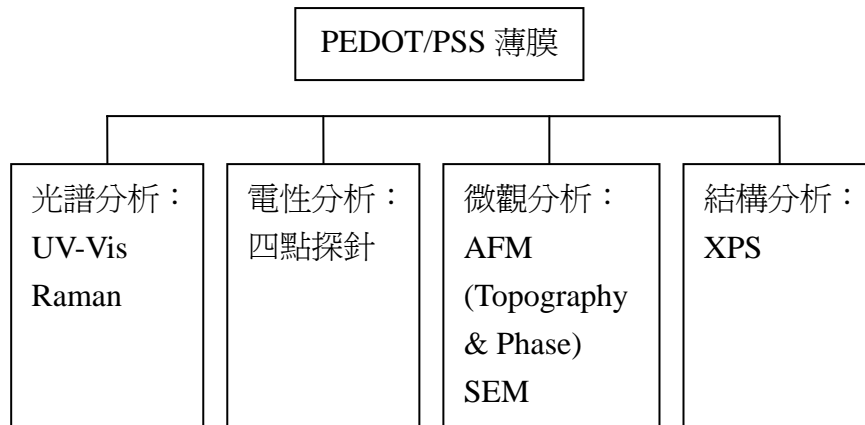 PEDOT/PSS 薄膜
光譜分析：
UV-Vis
Raman
電性分析：
四點探針
微觀分析：
AFM
(Topography
& Phase)
SEM
結構分析：
XPS